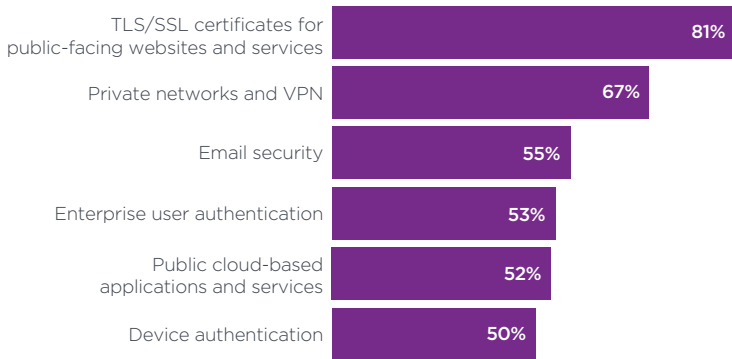 TLS/SSL certificates for
public-facing websites and services
81%
Private networks and VPN
67%
Email security
55%
Enterprise user authentication
53%
Public cloud-based
applications and services
52%
Device authentication
50%